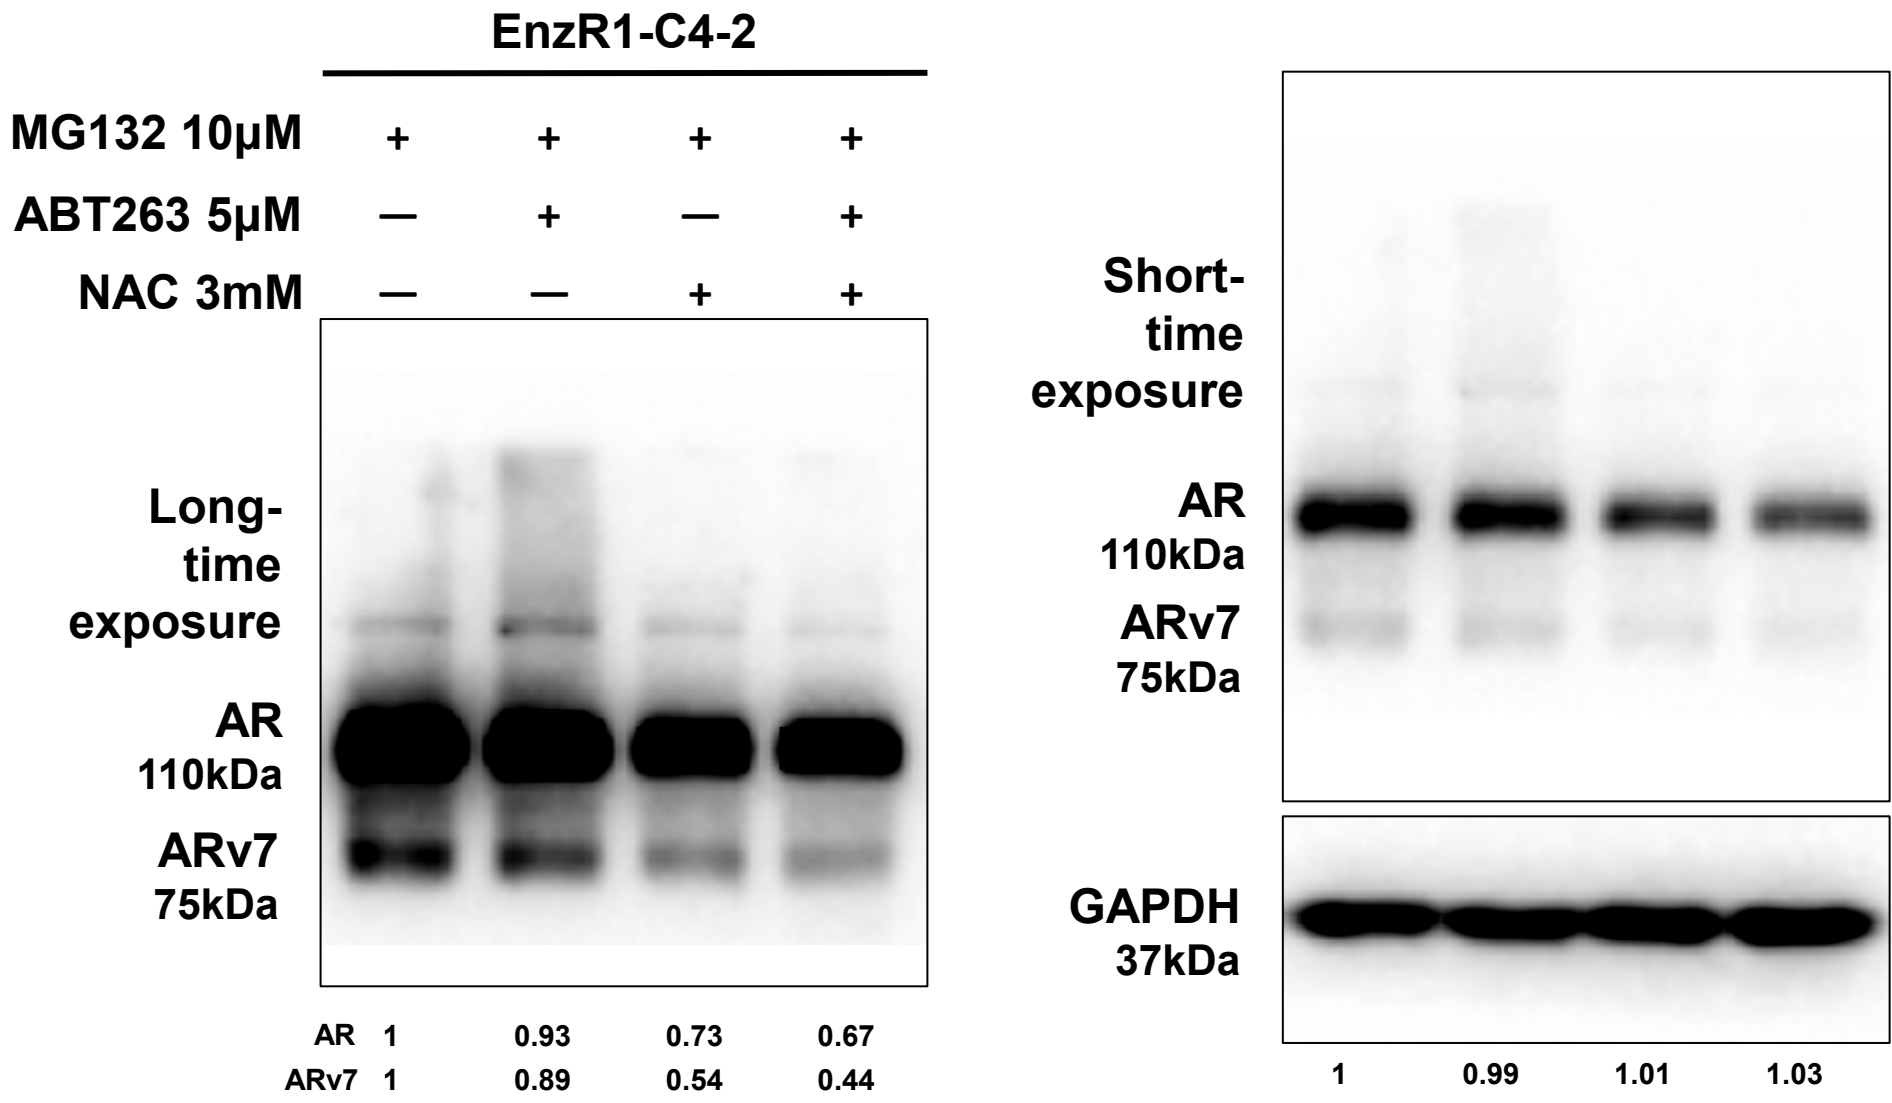 EnzR1-C4-2
MG132 10µM + + + +
ABT263 5µM — + — +
NAC 3mM — — + +
Long-
time
exposure
AR
110kDa
ARv7
75kDa
AR 1 0.93 0.73 0.67
ARv7 1 0.89 0.54 0.44
Short-
time
exposure
AR
110kDa
ARv7
75kDa
GAPDH
37kDa
1 0.99 1.01 1.03